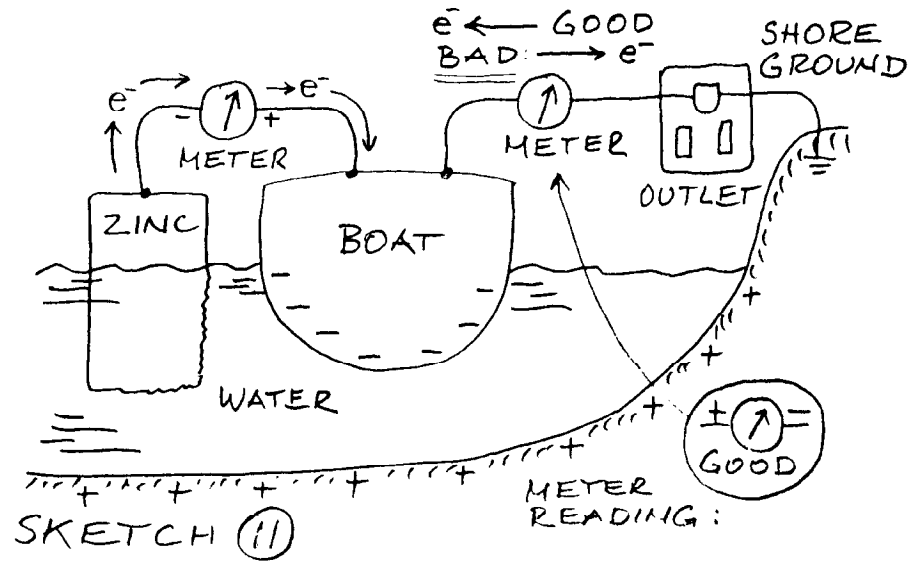 e⁻ ← GOOD
BAD: → e⁻
SHORE
GROUND
e⁻ → - + → e⁻
METER
METER
OUTLET
ZINC
BOAT
WATER
± =
GOOD
METER
READING:
SKETCH 11